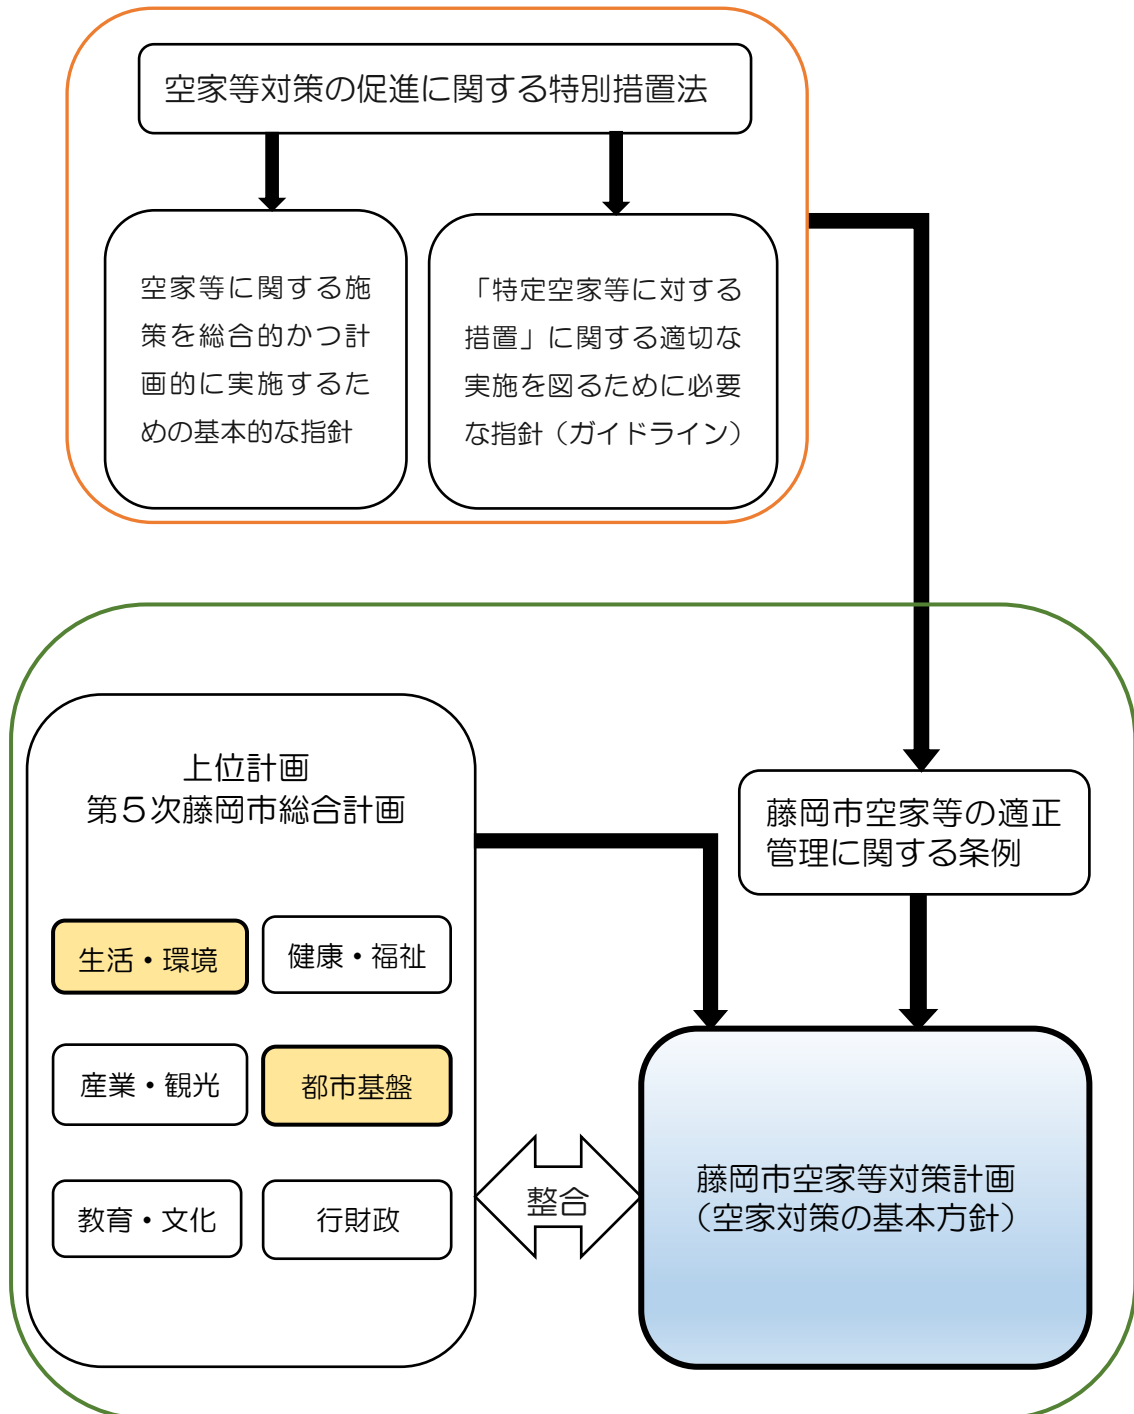 空家等対策の促進に関する特別措置法
空家等に関する施
策を総合的かつ計
画的に実施するた
めの基本的な指針
「特定空家等に対する
措置」に関する適切な
実施を図るために必要
な指針（ガイドライン）
上位計画
第５次藤岡市総合計画
藤岡市空家等の適正
管理に関する条例
生活・環境
健康・福祉
産業・観光
都市基盤
教育・文化
行財政
整合
藤岡市空家等対策計画
（空家対策の基本方針）